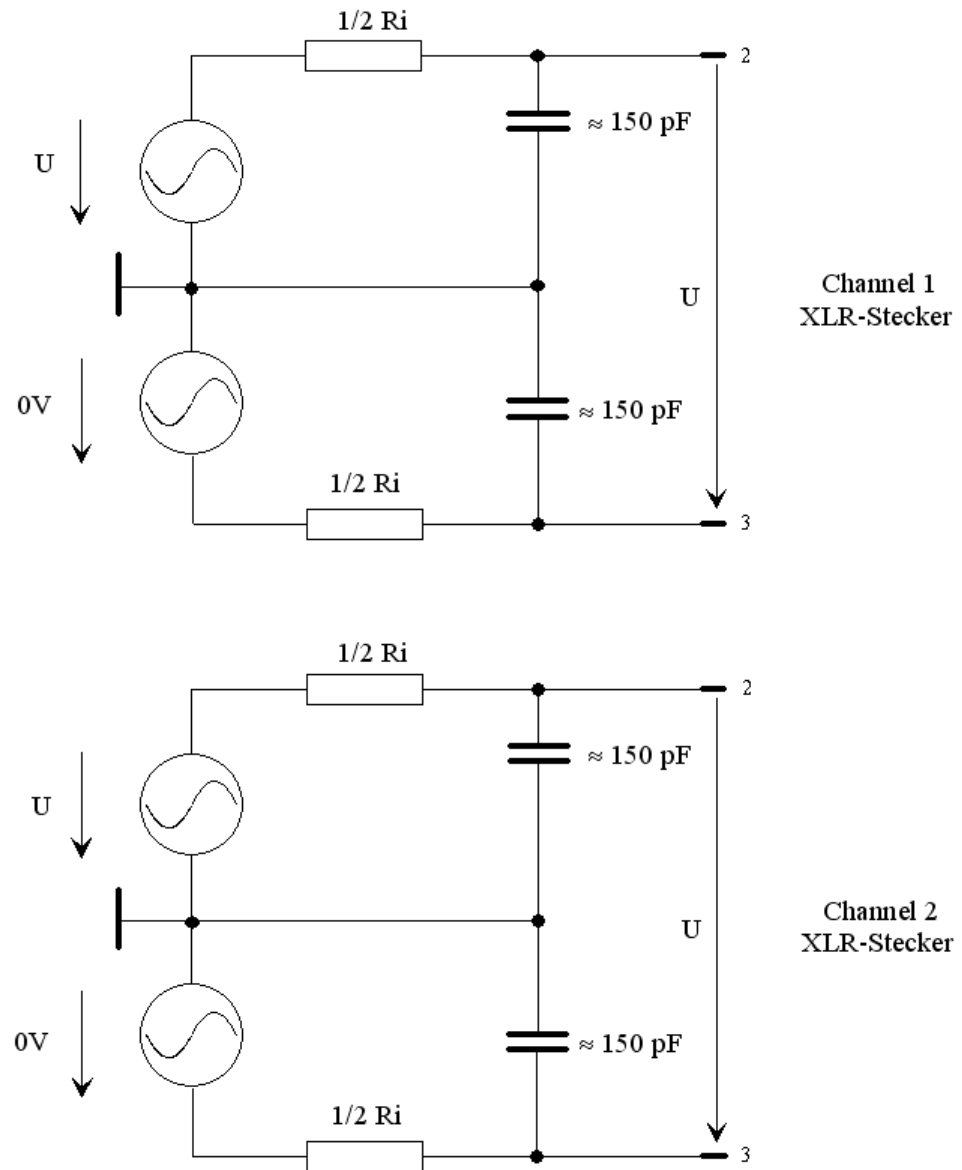 1/2 Ri
2
≈ 150 pF
U
U
Channel 1
XLR-Stecker
0V
≈ 150 pF
1/2 Ri
3
1/2 Ri
2
≈ 150 pF
U
U
Channel 2
XLR-Stecker
0V
≈ 150 pF
1/2 Ri
3